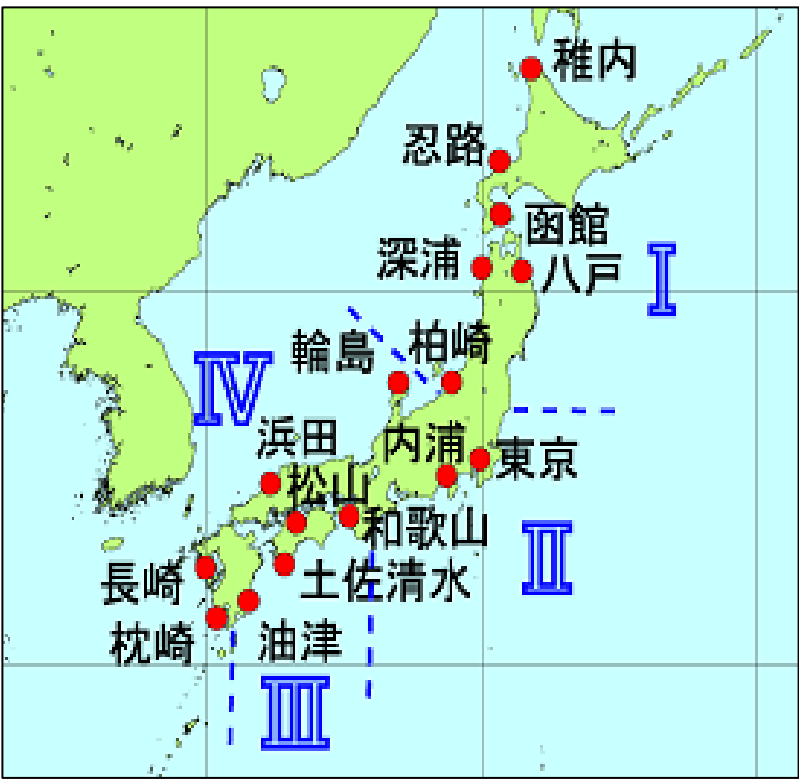 稚内
忍路
函館
深浦
八戸
I
輪島
柏崎
IV
浜田
内浦
東京
松山
和歌山
II
長崎
土佐清水
枕崎
油津
III